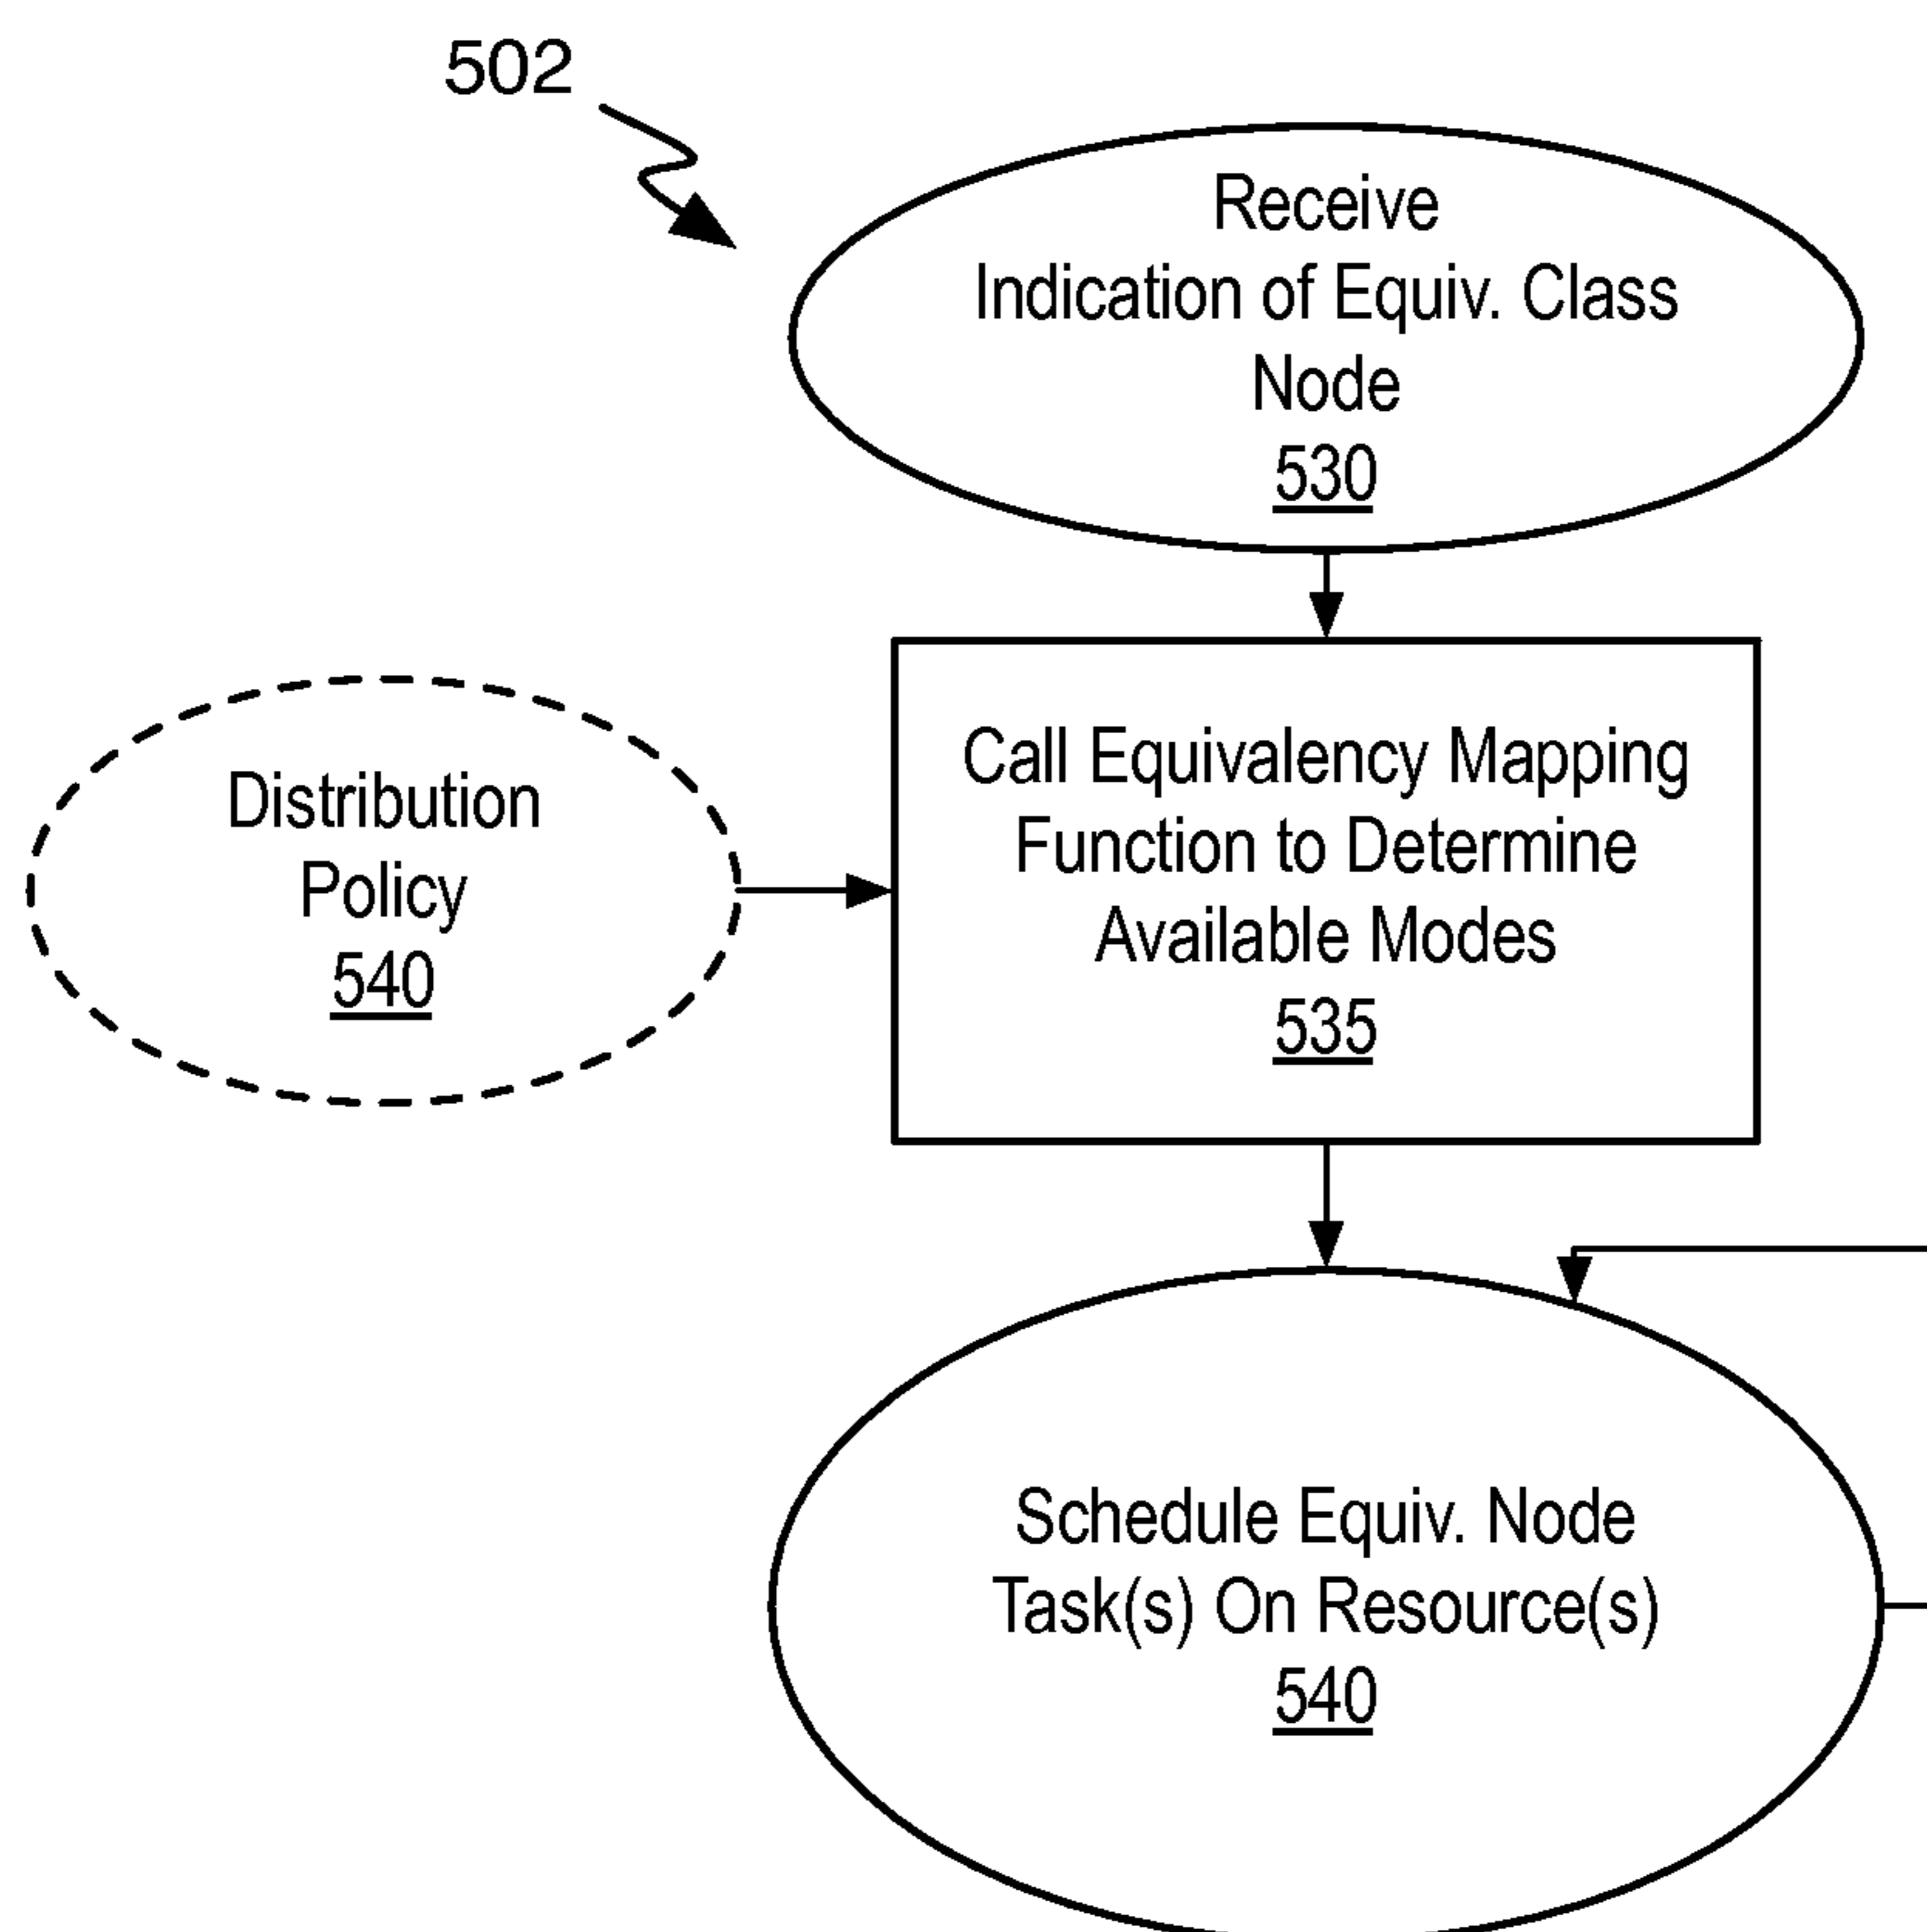 502
Receive
Indication of Equiv. Class
Node
530
Distribution
Policy
540
Call Equivalency Mapping
Function to Determine
Available Modes
535
Schedule Equiv. Node
Task(s) On Resource(s)
540